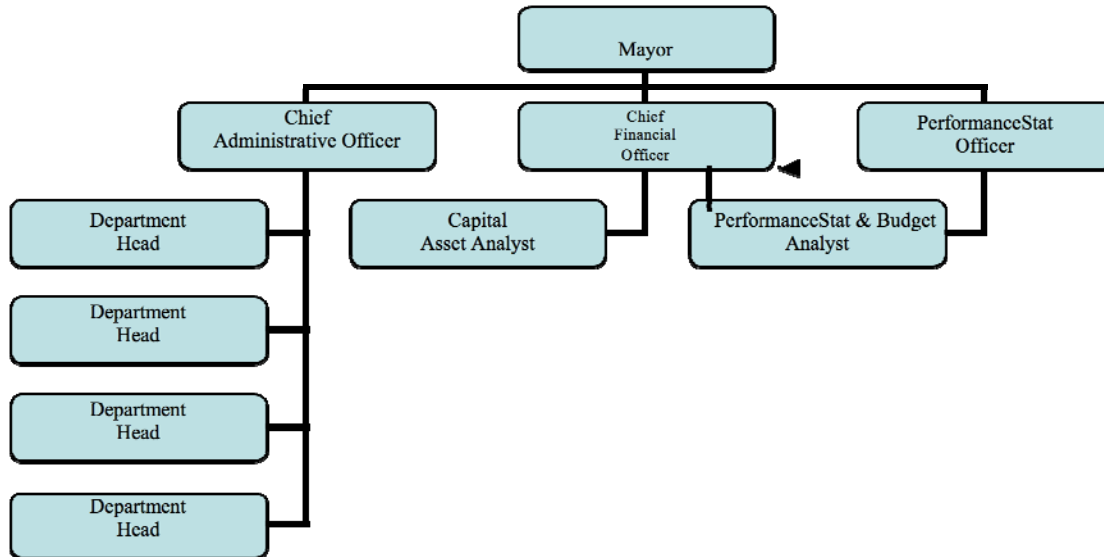 Mayor
Chief
Administrative Officer
Chief
Financial
Officer
PerformanceStat
Officer
Department
Head
Capital
Asset Analyst
PerformanceStat & Budget
Analyst
Department
Head
Department
Head
Department
Head